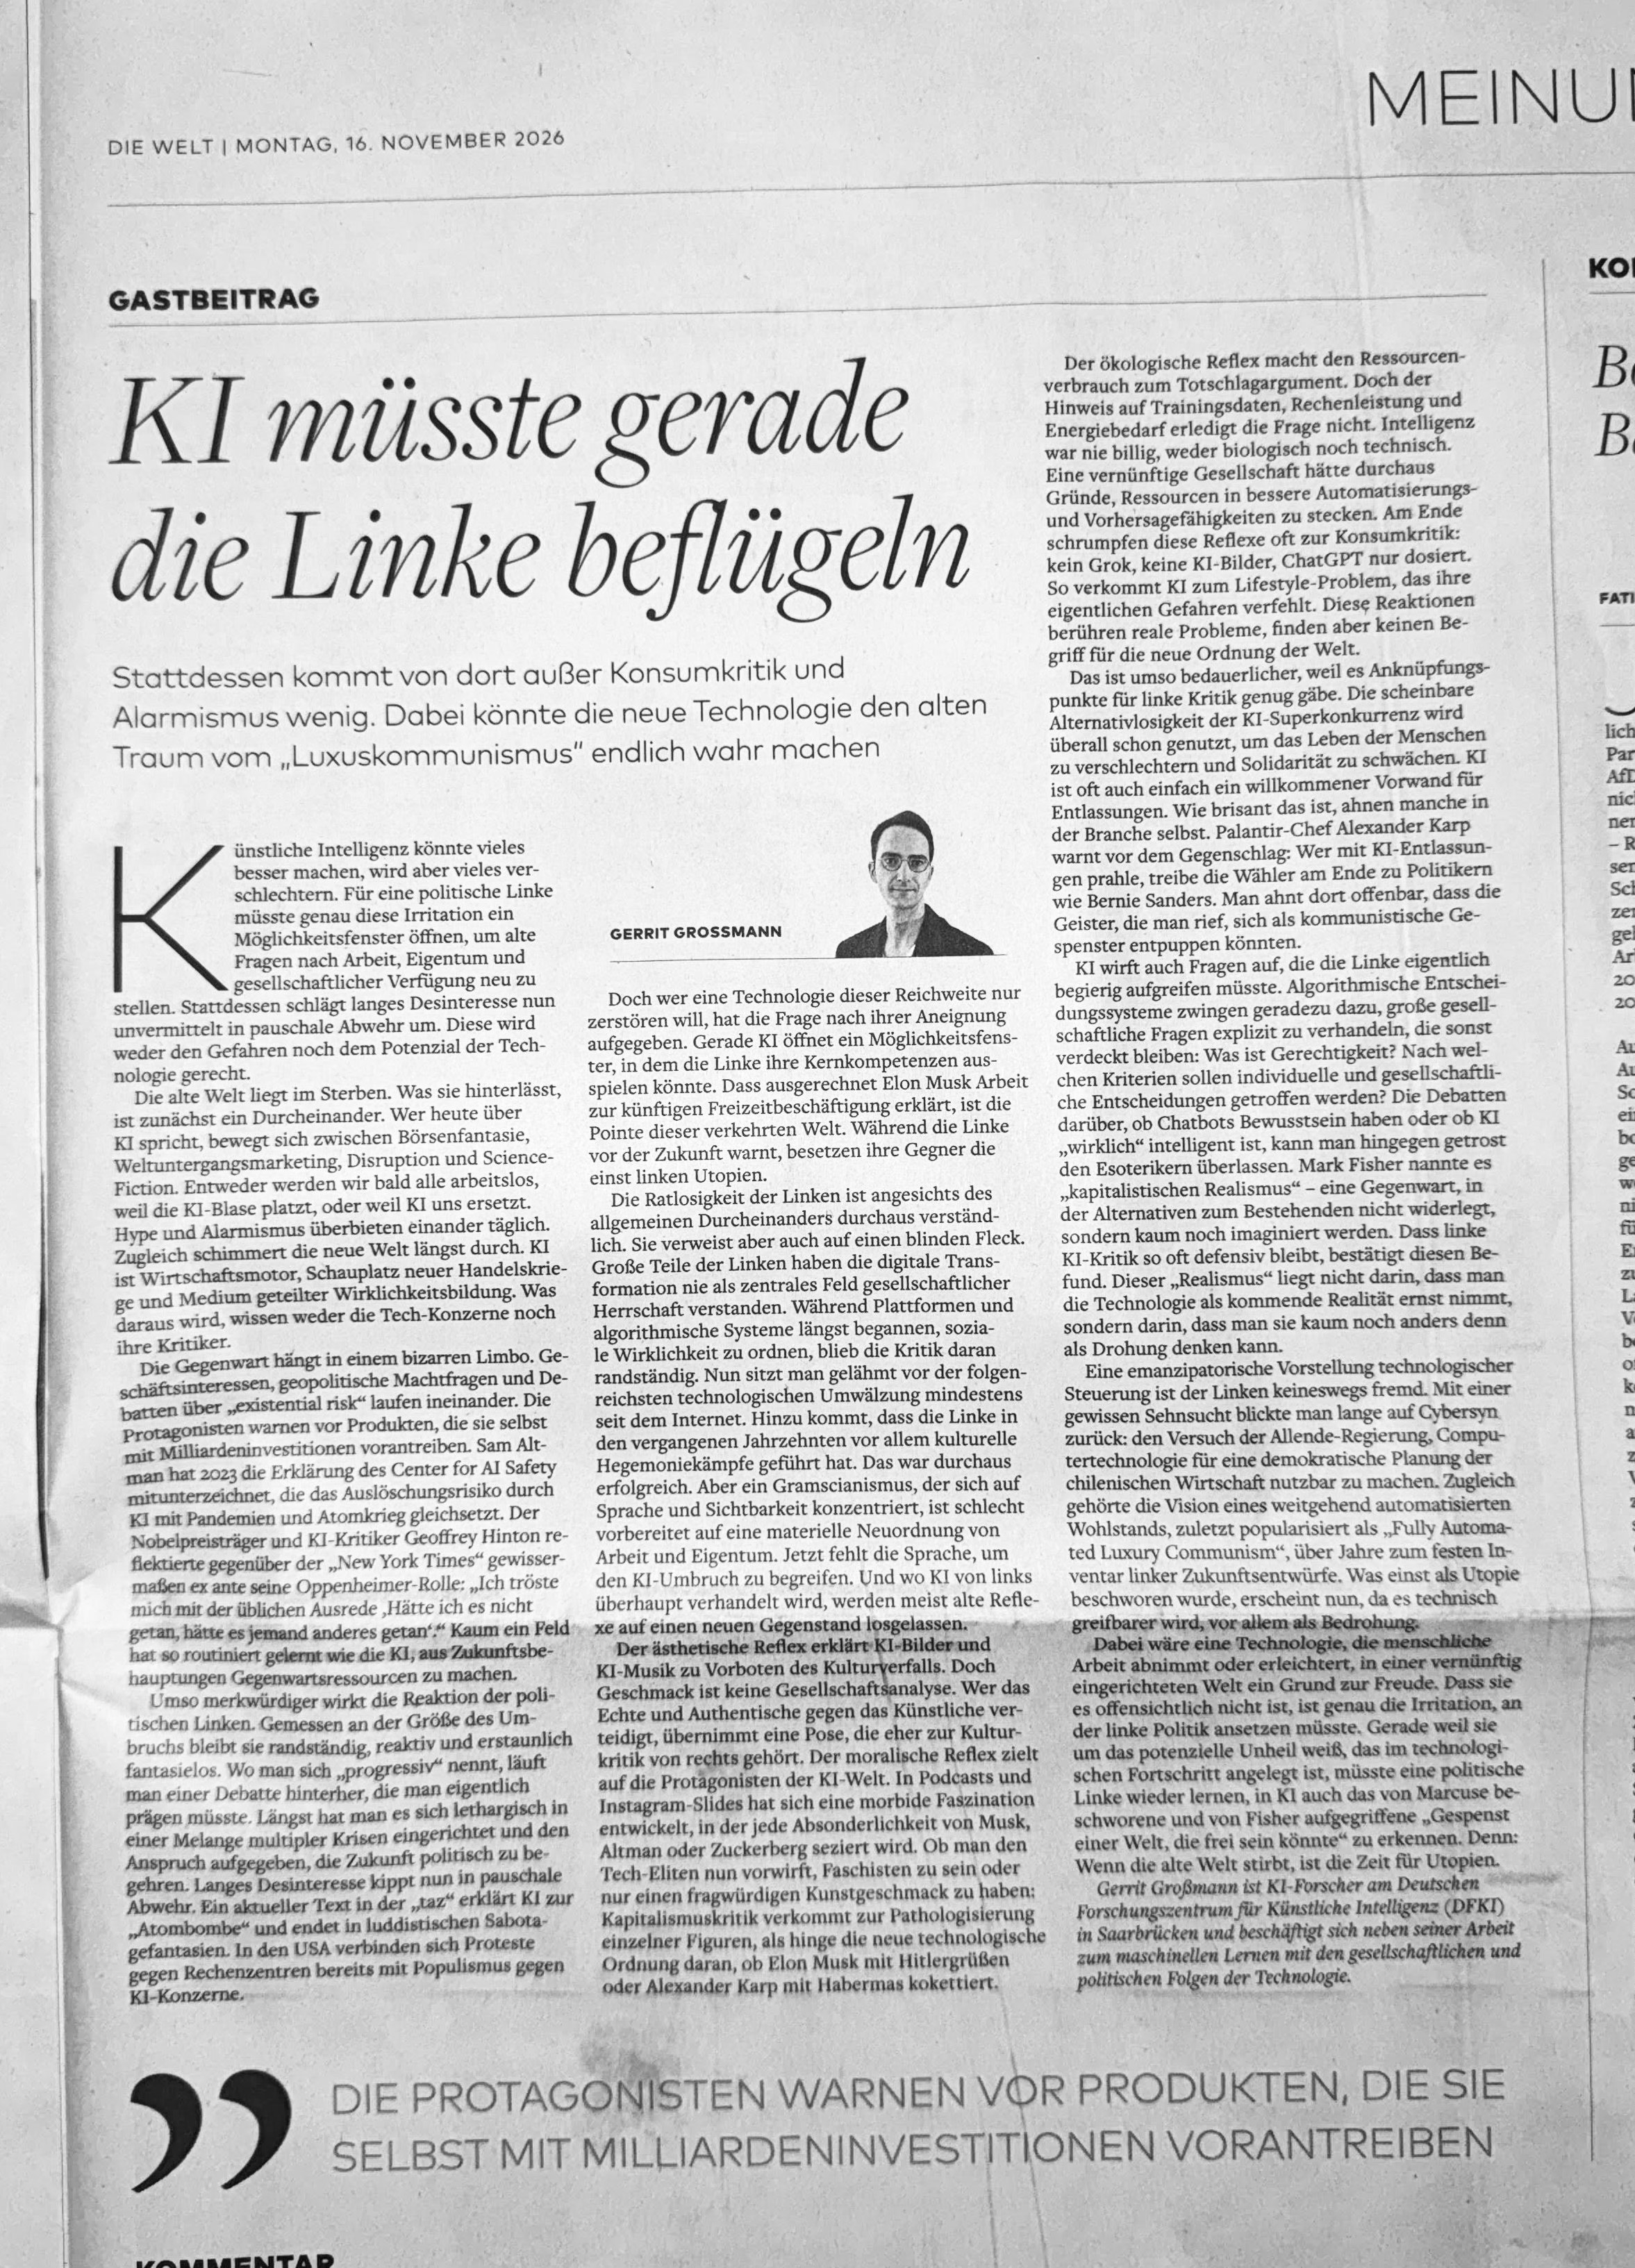 DIE WELT | MONTAG, 16. NOVEMBER 2026
MEINU
GASTBEITRAG
KI müsste gerade
die Linke beflügeln
Stattdessen kommt von dort außer Konsumkritik und
Alarmismus wenig. Dabei könnte die neue Technologie den alten
Traum vom „Luxuskommunismus“ endlich wahr machen
GERRIT GROSSMANN
Künstliche Intelligenz könnte vieles
besser machen, wird aber vieles ver-
schlechtern. Für eine politische Linke
müsste genau diese Irritation ein
Möglichkeitsfenster öffnen, um alte
Fragen nach Arbeit, Eigentum und
gesellschaftlicher Verfügung neu zu
stellen. Stattdessen schlägt langes Desinteresse nun
unvermittelt in pauschale Abwehr um. Diese wird
weder den Gefahren noch dem Potenzial der Tech-
nologie gerecht.
Die alte Welt liegt im Sterben. Was sie hinterlässt,
ist zunächst ein Durcheinander. Wer heute über
KI spricht, bewegt sich zwischen Börsenfantasie,
Weltuntergangsmarketing, Disruption und Science-
Fiction. Entweder werden wir bald alle arbeitslos,
weil die KI-Blase platzt, oder weil KI uns ersetzt.
Hype und Alarmismus überbieten einander täglich.
Zugleich schimmert die neue Welt längst durch. KI
ist Wirtschaftsmotor, Schauplatz neuer Handelskrie-
ge und Medium geteilter Wirklichkeitsbildung. Was
daraus wird, wissen weder die Tech-Konzerne noch
ihre Kritiker.
Die Gegenwart hängt in einem bizarren Limbo. Ge-
schäftsinteressen, geopolitische Machtfragen und De-
batten über „existential risk“ laufen ineinander. Die
Protagonisten warnen vor Produkten, die sie selbst
mit Milliardeninvestitionen vorantreiben. Sam Alt-
man hat 2023 die Erklärung des Center for AI Safety
mitunterzeichnet, die das Auslöschungsrisiko durch
KI mit Pandemien und Atomkrieg gleichsetzt. Der
Nobelpreisträger und KI-Kritiker Geoffrey Hinton re-
flektierte gegenüber der „New York Times“ gewisser-
maßen ex ante seine Oppenheimer-Rolle: „Ich tröste
mich mit der üblichen Ausrede ‚Hätte ich es nicht
getan, hätte es jemand anderes getan‘.“ Kaum ein Feld
hat so routiniert gelernt wie die KI, aus Zukunftsbe-
hauptungen Gegenwartsressourcen zu machen.
Umso merkwürdiger wirkt die Reaktion der poli-
tischen Linken. Gemessen an der Größe des Um-
bruchs bleibt sie randständig, reaktiv und erstaunlich
fantasielos. Wo man sich „progressiv“ nennt, läuft
man einer Debatte hinterher, die man eigentlich
prägen müsste. Längst hat man es sich lethargisch in
einer Melange multipler Krisen eingerichtet und den
Anspruch aufgegeben, die Zukunft politisch zu be-
gehren. Langes Desinteresse kippt nun in pauschale
Abwehr. Ein aktueller Text in der „taz“ erklärt KI zur
„Atombombe“ und endet in luddistischen Sabota-
gefantasien. In den USA verbinden sich Proteste
gegen Rechenzentren bereits mit Populismus gegen
KI-Konzerne.
Doch wer eine Technologie dieser Reichweite nur
zerstören will, hat die Frage nach ihrer Aneignung
aufgegeben. Gerade KI öffnet ein Möglichkeitsfens-
ter, in dem die Linke ihre Kernkompetenzen aus-
spielen könnte. Dass ausgerechnet Elon Musk Arbeit
zur künftigen Freizeitbeschäftigung erklärt, ist die
Pointe dieser verkehrten Welt. Während die Linke
vor der Zukunft warnt, besetzen ihre Gegner die
einst linken Utopien.
Die Ratlosigkeit der Linken ist angesichts des
allgemeinen Durcheinanders durchaus verständ-
lich. Sie verweist aber auch auf einen blinden Fleck.
Große Teile der Linken haben die digitale Trans-
formation nie als zentrales Feld gesellschaftlicher
Herrschaft verstanden. Während Plattformen und
algorithmische Systeme längst begannen, sozia-
le Wirklichkeit zu ordnen, blieb die Kritik daran
randständig. Nun sitzt man gelähmt vor der folgen-
reichsten technologischen Umwälzung mindestens
seit dem Internet. Hinzu kommt, dass die Linke in
den vergangenen Jahrzehnten vor allem kulturelle
Hegemoniekämpfe geführt hat. Das war durchaus
erfolgreich. Aber ein Gramscianismus, der sich auf
Sprache und Sichtbarkeit konzentriert, ist schlecht
vorbereitet auf eine materielle Neuordnung von
Arbeit und Eigentum. Jetzt fehlt die Sprache, um
den KI-Umbruch zu begreifen. Und wo KI von links
überhaupt verhandelt wird, werden meist alte Refle-
xe auf einen neuen Gegenstand losgelassen.
Der ästhetische Reflex erklärt KI-Bilder und
KI-Musik zu Vorboten des Kulturverfalls. Doch
Geschmack ist keine Gesellschaftsanalyse. Wer das
Echte und Authentische gegen das Künstliche ver-
teidigt, übernimmt eine Pose, die eher zur Kultur-
kritik von rechts gehört. Der moralische Reflex zielt
auf die Protagonisten der KI-Welt. In Podcasts und
Instagram-Slides hat sich eine morbide Faszination
entwickelt, in der jede Absonderlichkeit von Musk,
Altman oder Zuckerberg seziert wird. Ob man den
Tech-Eliten nun vorwirft, Faschisten zu sein oder
nur einen fragwürdigen Kunstgeschmack zu haben:
Kapitalismuskritik verkommt zur Pathologisierung
einzelner Figuren, als hinge die neue technologische
Ordnung daran, ob Elon Musk mit Hitlergrüßen
oder Alexander Karp mit Habermas kokettiert.
Der ökologische Reflex macht den Ressourcen-
verbrauch zum Totschlagargument. Doch der
Hinweis auf Trainingsdaten, Rechenleistung und
Energiebedarf erledigt die Frage nicht. Intelligenz
war nie billig, weder biologisch noch technisch.
Eine vernünftige Gesellschaft hätte durchaus
Gründe, Ressourcen in bessere Automatisierungs-
und Vorhersagefähigkeiten zu stecken. Am Ende
schrumpfen diese Reflexe oft zur Konsumkritik:
kein Grok, keine KI-Bilder, ChatGPT nur dosiert.
So verkommt KI zum Lifestyle-Problem, das ihre
eigentlichen Gefahren verfehlt. Diese Reaktionen
berühren reale Probleme, finden aber keinen Be-
griff für die neue Ordnung der Welt.
Das ist umso bedauerlicher, weil es Anknüpfungs-
punkte für linke Kritik genug gäbe. Die scheinbare
Alternativlosigkeit der KI-Superkonkurrenz wird
überall schon genutzt, um das Leben der Menschen
zu verschlechtern und Solidarität zu schwächen. KI
ist oft auch einfach ein willkommener Vorwand für
Entlassungen. Wie brisant das ist, ahnen manche in
der Branche selbst. Palantir-Chef Alexander Karp
warnt vor dem Gegenschlag: Wer mit KI-Entlassun-
gen prahle, treibe die Wähler am Ende zu Politikern
wie Bernie Sanders. Man ahnt dort offenbar, dass die
Geister, die man rief, sich als kommunistische Ge-
spenster entpuppen könnten.
KI wirft auch Fragen auf, die die Linke eigentlich
begierig aufgreifen müsste. Algorithmische Entschei-
dungssysteme zwingen geradezu dazu, große gesell-
schaftliche Fragen explizit zu verhandeln, die sonst
verdeckt bleiben: Was ist Gerechtigkeit? Nach wel-
chen Kriterien sollen individuelle und gesellschaftli-
che Entscheidungen getroffen werden? Die Debatten
darüber, ob Chatbots Bewusstsein haben oder ob KI
„wirklich“ intelligent ist, kann man hingegen getrost
den Esoterikern überlassen. Mark Fisher nannte es
„kapitalistischen Realismus“ – eine Gegenwart, in
der Alternativen zum Bestehenden nicht widerlegt,
sondern kaum noch imaginiert werden. Dass linke
KI-Kritik so oft defensiv bleibt, bestätigt diesen Be-
fund. Dieser „Realismus“ liegt nicht darin, dass man
die Technologie als kommende Realität ernst nimmt,
sondern darin, dass man sie kaum noch anders denn
als Drohung denken kann.
Eine emanzipatorische Vorstellung technologischer
Steuerung ist der Linken keineswegs fremd. Mit einer
gewissen Sehnsucht blickte man lange auf Cybersyn
zurück: den Versuch der Allende-Regierung, Compu-
tertechnologie für eine demokratische Planung der
chilenischen Wirtschaft nutzbar zu machen. Zugleich
gehörte die Vision eines weitgehend automatisierten
Wohlstands, zuletzt popularisiert als „Fully Automa-
ted Luxury Communism“, über Jahre zum festen In-
ventar linker Zukunftsentwürfe. Was einst als Utopie
beschworen wurde, erscheint nun, da es technisch
greifbarer wird, vor allem als Bedrohung.
Dabei wäre eine Technologie, die menschliche
Arbeit abnimmt oder erleichtert, in einer vernünftig
eingerichteten Welt ein Grund zur Freude. Dass sie
es offensichtlich nicht ist, ist genau die Irritation, an
der linke Politik ansetzen müsste. Gerade weil sie
um das potenzielle Unheil weiß, das im technologi-
schen Fortschritt angelegt ist, müsste eine politische
Linke wieder lernen, in KI auch das von Marcuse be-
schworene und von Fisher aufgegriffene „Gespenst
einer Welt, die frei sein könnte“ zu erkennen. Denn:
Wenn die alte Welt stirbt, ist die Zeit für Utopien.
Gerrit Großmann ist KI-Forscher am Deutschen
Forschungszentrum für Künstliche Intelligenz (DFKI)
in Saarbrücken und beschäftigt sich neben seiner Arbeit
zum maschinellen Lernen mit den gesellschaftlichen und
politischen Folgen der Technologie.
DIE PROTAGONISTEN WARNEN VOR PRODUKTEN, DIE SIE
SELBST MIT MILLIARDENINVESTITIONEN VORANTREIBEN
KOMMENTAR